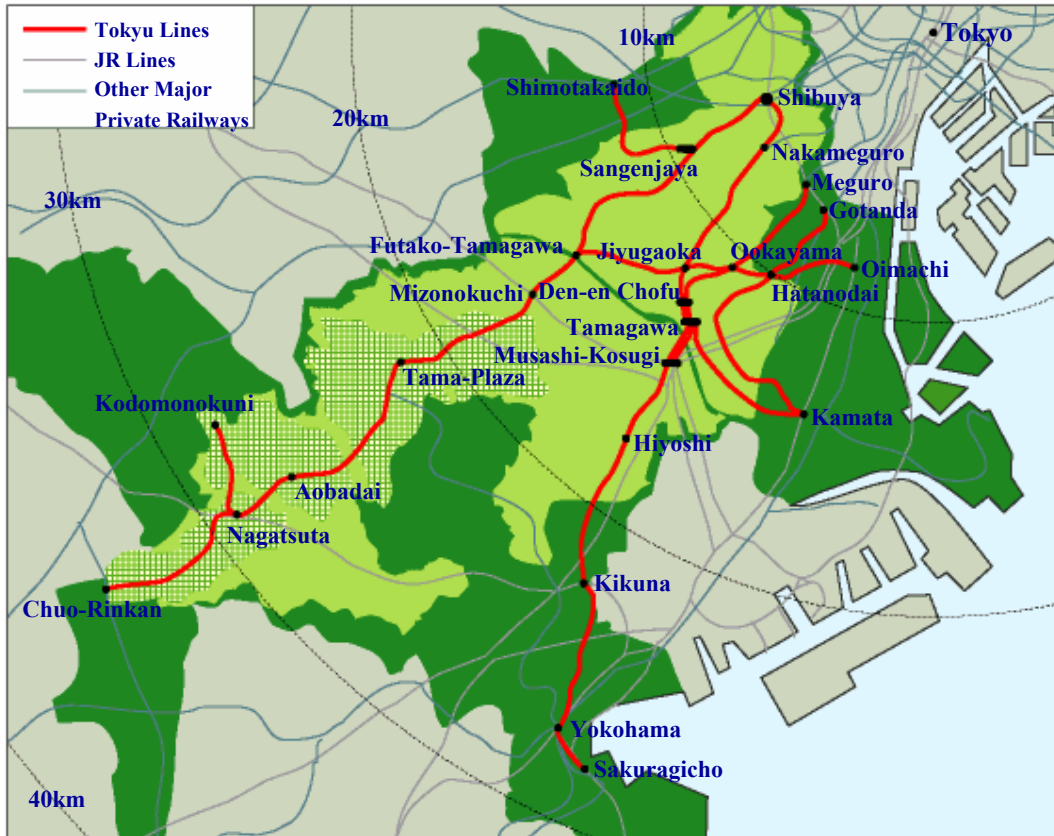 Tokyu Lines
JR Lines
Other Major
Private Railways
10km
Tokyo
Shimotakaido
Shibuya
20km
Sangenjaya
Nakameguro
Meguro
30km
Gotanda
Futako-Tamagawa
Jiyugaoka
Ookayama
Oimachi
Mizonokuchi
Den-en Chofu
Hatanodai
Tamagawa
Musashi-Kosugi
Tama-Plaza
Kodomonokuni
Kamata
Hiyoshi
Aobadai
Nagatsuta
Kikuna
Chuo-Rinkan
Yokohama
Sakuragicho
40km